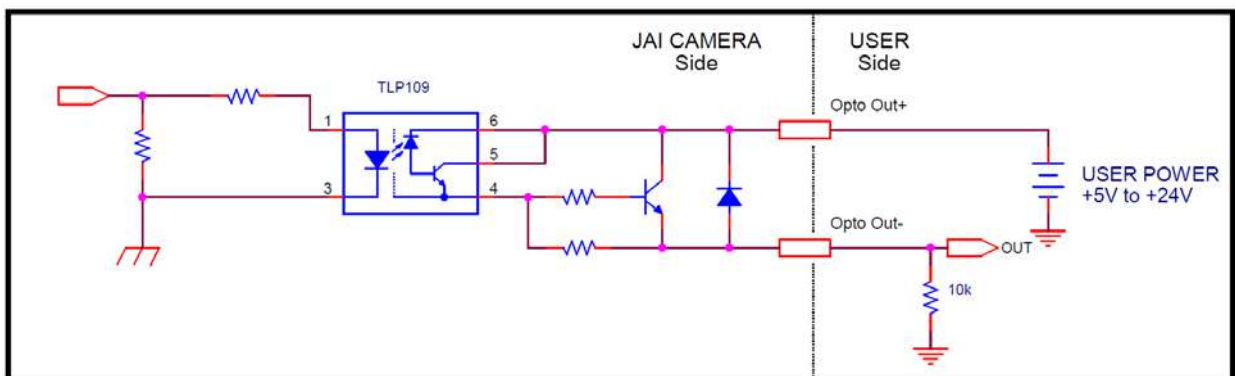 JAI CAMERA
Side
USER
Side
TLP109
Opto Out+
1
6
5
3
4
USER POWER
+5V to +24V
Opto Out-
OUT
10k